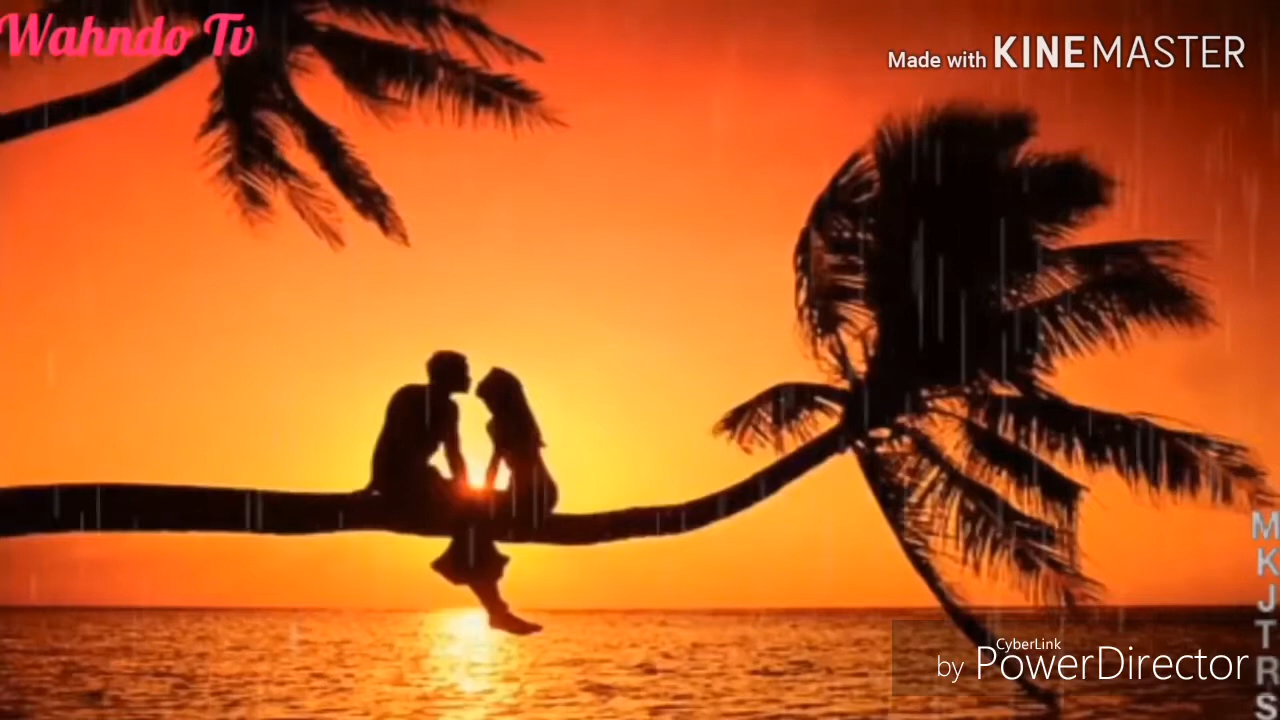 Wahndo Tv
Made with KINEMASTER
CyberLink
by PowerDirector
M
K
J
T
R
S